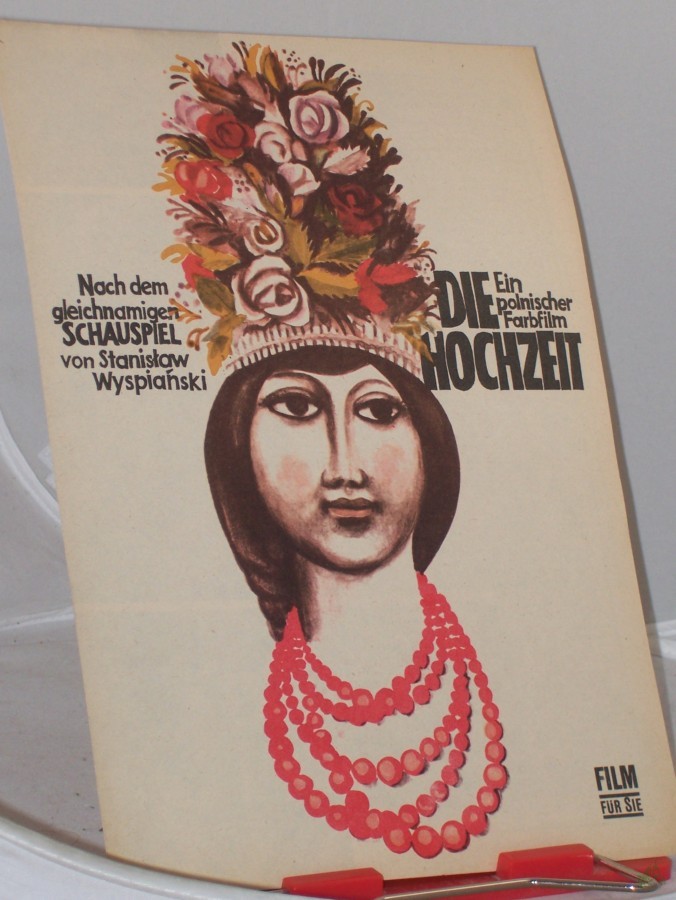 Nach dem
gleichnamigen
SCHAUSPIEL
von Stanisław
Wyspiański
DIE
Ein
polnischer
Farbfilm
HOCHZEIT
FILM
FÜR SIE